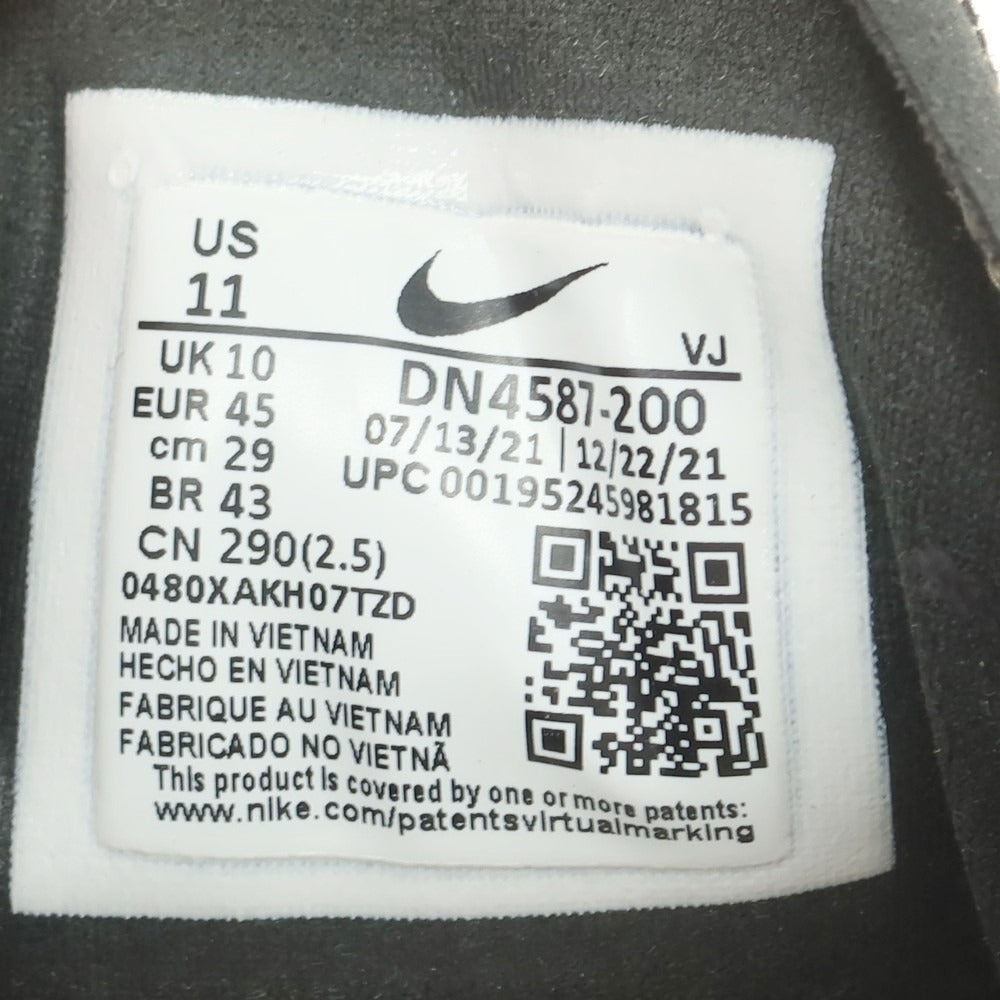 US
11
VJ
UK 10
EUR 45
cm 29
BR 43
CN 290(2.5)
DN4587-200
07/13/21 | 12/22/21
UPC 00195245981815
0480XAKH07TZD
MADE IN VIETNAM
HECHO EN VIETNAM
FABRIQUE AU VIETNAM
FABRICADO NO VIETNÃ
This product is covered by one or more patents:
www.nike.com/patentsvirtualmarking